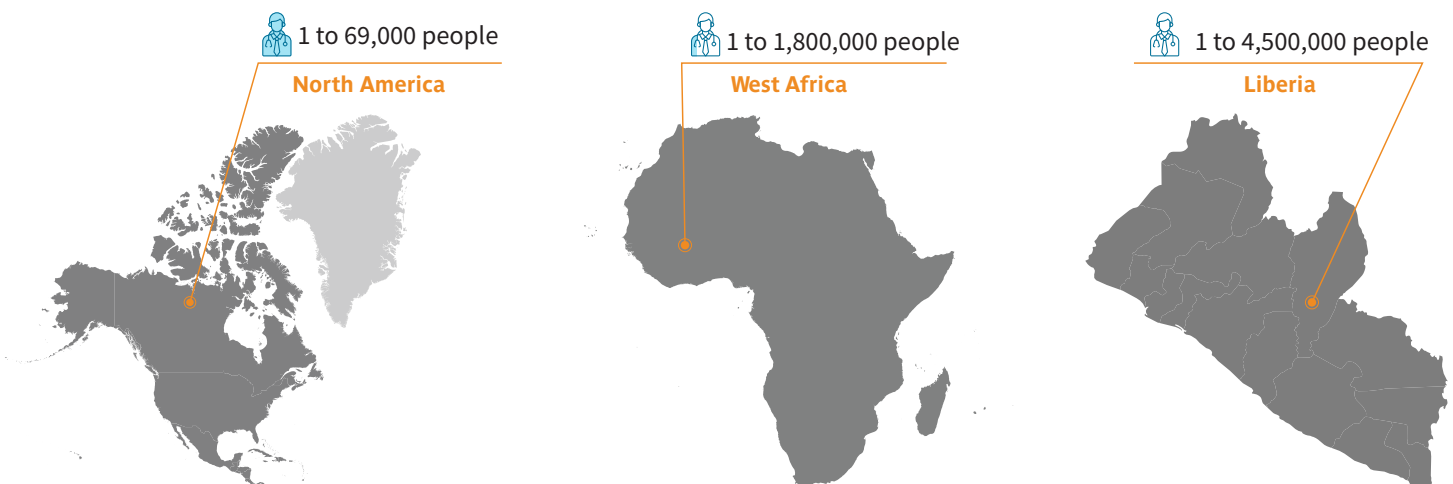 1 to 69,000 people
North America
1 to 1,800,000 people
West Africa
1 to 4,500,000 people
Liberia